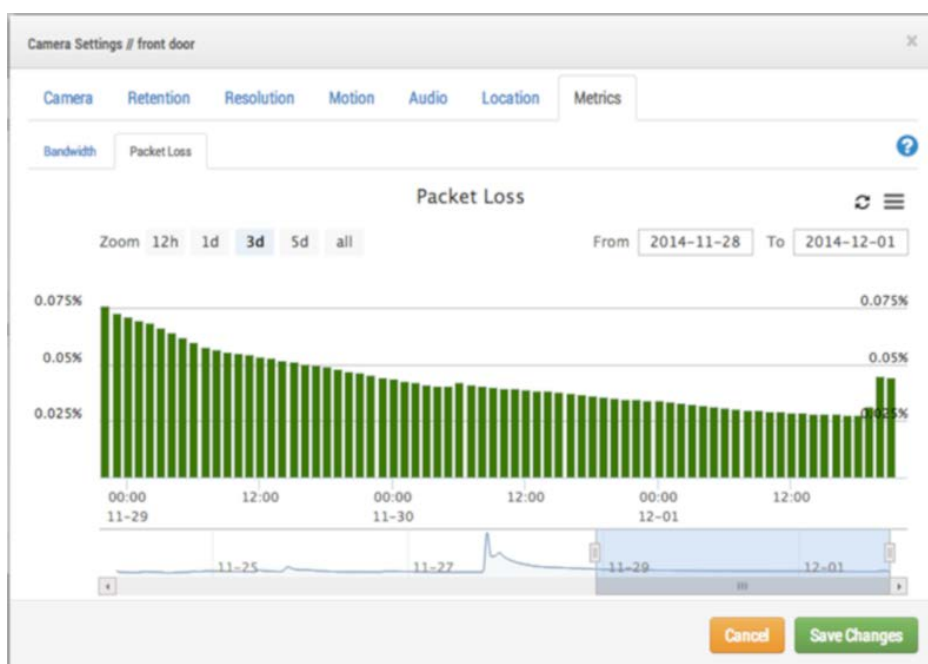 Camera Settings // front door
Camera Retention Resolution Motion Audio Location Metrics
Bandwidth Packet Loss
Packet Loss
Zoom 12h 1d 3d 5d all From 2014-11-28 To 2014-12-01
0.075% 0.075%
0.05% 0.05%
0.025% 0.025%
00:00 12:00 00:00 12:00 00:00 12:00
11-29 11-30 12-01
11-25 11-27 11-29 12-01
Cancel Save Changes